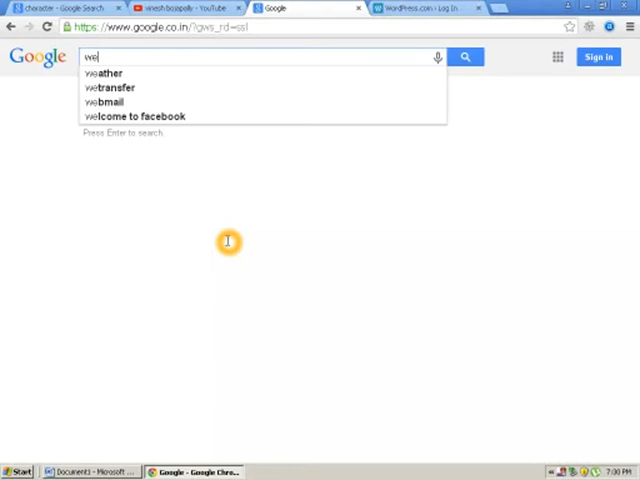 character - Google Search
vinesh bojapally - YouTube
Google
WordPress.com › Log In
https://www.google.co.in/?gws_rd=ssl
Google
we
Sign in
weather
wetransfer
webmail
welcome to facebook
Press Enter to search.
Start
Document1 - Microsoft ...
Google - Google Chro...
7:30 PM